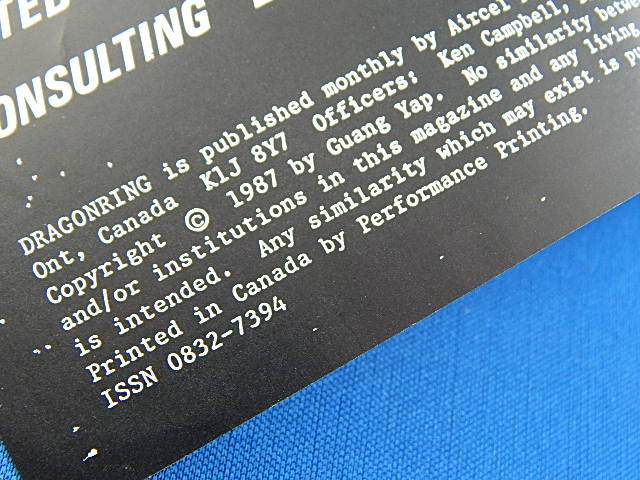 TED
ONSULTING
DRAGONRING is published monthly by Aircel
Ont, Canada K1J 8Y7 Officers: Ken Campbell,
Copyright © 1987 by Guang Yap. No similarity between
and/or institutions in this magazine and any living
is intended. Any similarity which may exist is
Printed in Canada by Performance Printing.
ISSN 0832-7394